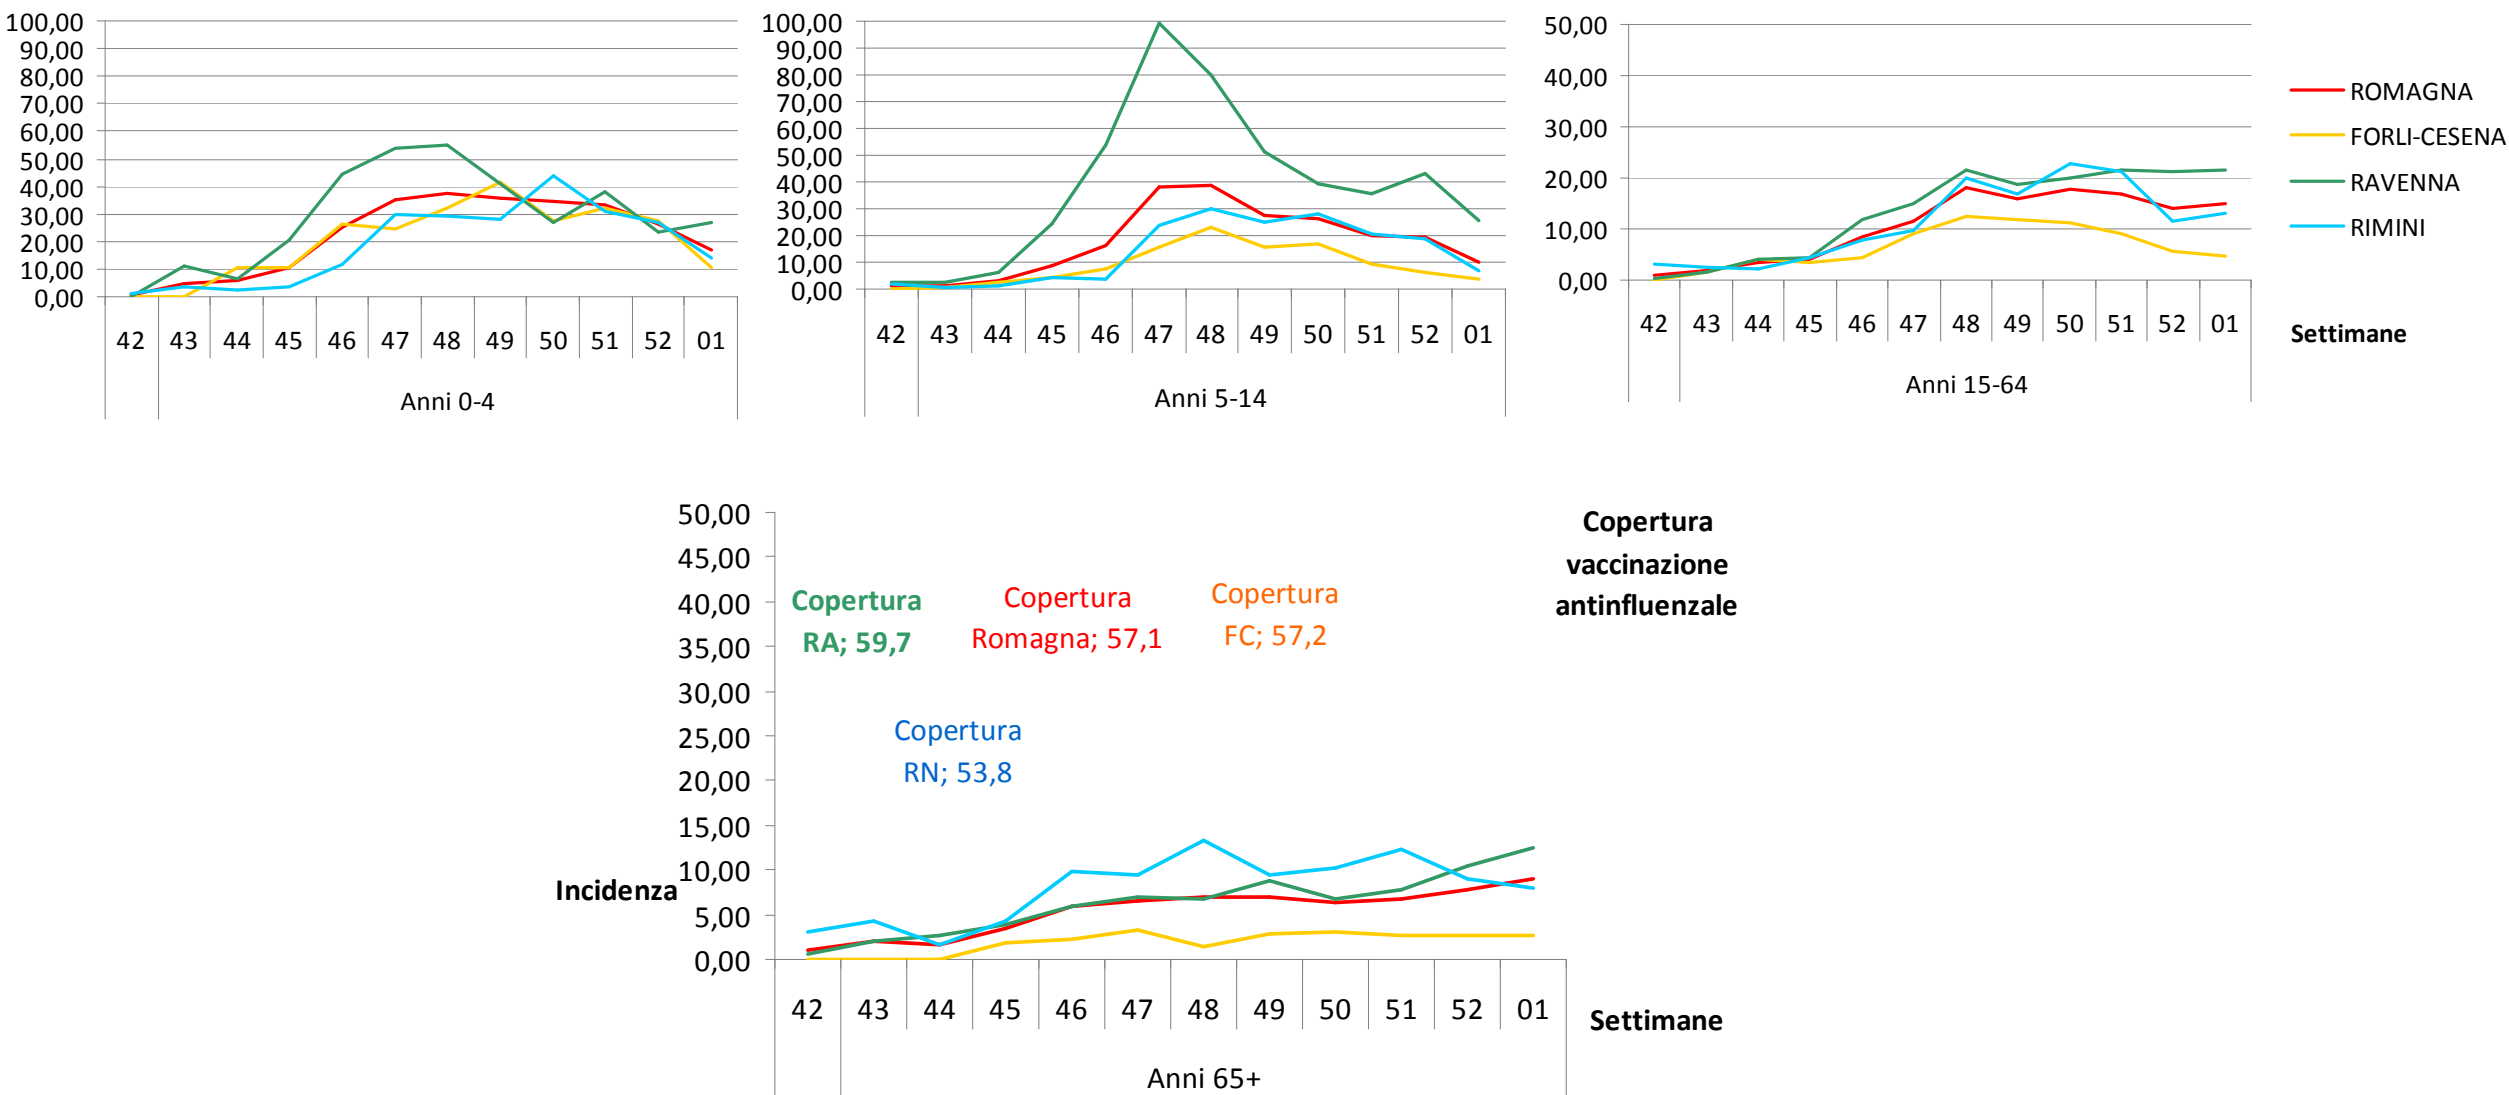 100,00
90,00
80,00
70,00
60,00
50,00
40,00
30,00
20,00
10,00
0,00
42 43 44 45 46 47 48 49 50 51 52 01
Anni 0-4
100,00
90,00
80,00
70,00
60,00
50,00
40,00
30,00
20,00
10,00
0,00
42 43 44 45 46 47 48 49 50 51 52 01
Anni 5-14
50,00
40,00
30,00
20,00
10,00
0,00
42 43 44 45 46 47 48 49 50 51 52 01
Anni 15-64
ROMAGNA
FORLI-CESENA
RAVENNA
RIMINI
Settimane
50,00
45,00
40,00
35,00
30,00
25,00
20,00
15,00
10,00
5,00
0,00
Incidenza
Copertura
RA; 59,7
Copertura
Romagna; 57,1
Copertura
FC; 57,2
Copertura
RN; 53,8
42 43 44 45 46 47 48 49 50 51 52 01
Anni 65+
Settimane
Copertura
vaccinazione
antinfluenzale